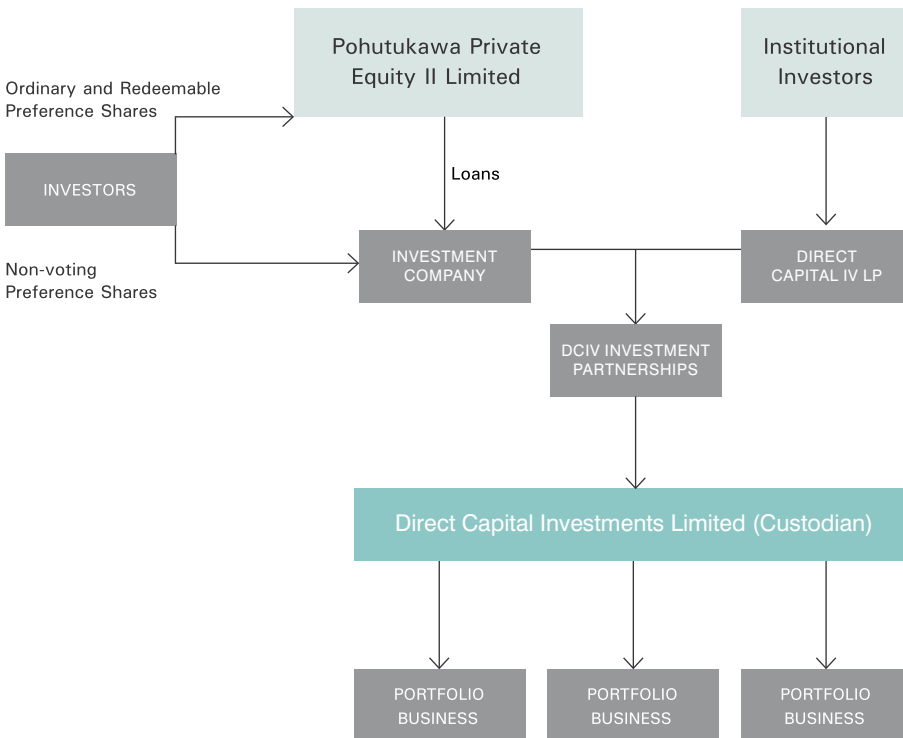 Pohutukawa Private
Equity II Limited
Institutional
Investors
Ordinary and Redeemable
Preference Shares
Loans
INVESTORS
Non-voting
Preference Shares
INVESTMENT
COMPANY
DIRECT
CAPITAL IV LP
DCIV INVESTMENT
PARTNERSHIPS
Direct Capital Investments Limited (Custodian)
PORTFOLIO
BUSINESS
PORTFOLIO
BUSINESS
PORTFOLIO
BUSINESS